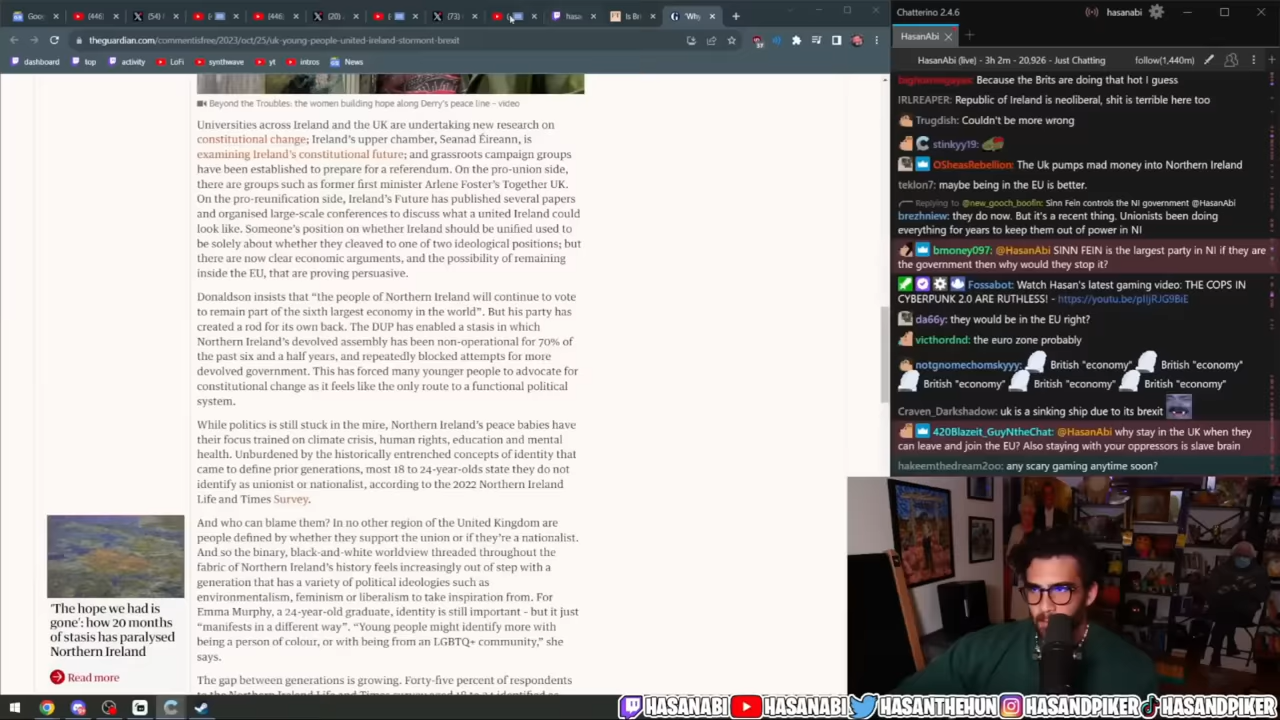 Goo
(446)
(54) /
(446)
(20)
(73)
hasa
Is Bri
'Why
theguardian.com/commentisfree/2023/oct/25/uk-young-people-united-ireland-stormont-brexit
37
dashboard
top
activity
LoFi
synthwave
yt
intros
News
Beyond the Troubles: the women building hope along Derry's peace line - video
Universities across Ireland and the UK are undertaking new research on
constitutional change; Ireland's upper chamber, Seanad Éireann, is
examining Ireland's constitutional future; and grassroots campaign groups
have been established to prepare for a referendum. On the pro-union side,
there are groups such as former first minister Arlene Foster's Together UK.
On the pro-reunification side, Ireland's Future has published several papers
and organised large-scale conferences to discuss what a united Ireland could
look like. Someone's position on whether Ireland should be unified used to
be solely about whether they cleaved to one of two ideological positions; but
there are now clear economic arguments, and the possibility of remaining
inside the EU, that are proving persuasive.
Donaldson insists that "the people of Northern Ireland will continue to vote
to remain part of the sixth largest economy in the world". But his party has
created a rod for its own back. The DUP has enabled a stasis in which
Northern Ireland's devolved assembly has been non-operational for 70% of
the past six and a half years, and repeatedly blocked attempts for more
devolved government. This has forced many younger people to advocate for
constitutional change as it feels like the only route to a functional political
system.
While politics is still stuck in the mire, Northern Ireland's peace babies have
their focus trained on climate crisis, human rights, education and mental
health. Unburdened by the historically entrenched concepts of identity that
came to define prior generations, most 18 to 24-year-olds state they do not
identify as unionist or nationalist, according to the 2022 Northern Ireland
Life and Times Survey.
And who can blame them? In no other region of the United Kingdom are
people defined by whether they support the union or if they're a nationalist.
And so the binary, black-and-white worldview threaded throughout the
fabric of Northern Ireland's history feels increasingly out of step with a
generation that has a variety of political ideologies such as
environmentalism, feminism or liberalism to take inspiration from. For
Emma Murphy, a 24-year-old graduate, identity is still important – but it just
"manifests in a different way". "Young people might identify more with
being a person of colour, or with being from an LGBTQ+ community," she
says.
The gap between generations is growing. Forty-five percent of respondents
'The hope we had is
gone': how 20 months
of stasis has paralysed
Northern Ireland
Read more
Chatterino 2.4.6
hasanabi
HasanAbi
HasanAbi (live) - 3h 2m - 20,926 - Just Chatting
follow(1,440m)
Because the Brits are doing that hot I guess
IRLREAPER: Republic of Ireland is neoliberal, shit is terrible here too
Trugdish: Couldn't be more wrong
stinkyy19:
OSheasRebellion: The Uk pumps mad money into Northern Ireland
teklon7: maybe being in the EU is better.
Replying to @new_gooch_boofin: Sinn Fein controls the NI government @HasanAbi
brezhniew: they do now. But it's a recent thing. Unionists been doing
everything for years to keep them out of power in NI
bmoney097: @HasanAbi SINN FEIN is the largest party in NI if they are
the government then why would they stop it?
Fossabot: Watch Hasan's latest gaming video: THE COPS IN
CYBERPUNK 2.0 ARE RUTHLESS! -
da66y: they would be in the EU right?
victhordnd: the euro zone probably
notgnomechomskyyy: British "economy" British "economy"
British "economy" British "economy" British "economy"
Craven_Darkshadow: uk is a sinking ship due to its brexit
420Blazeit_GuyNtheChat: @HasanAbi why stay in the UK when they
can leave and join the EU? Also staying with your oppressors is slave brain
hakeemthedream2oo: any scary gaming anytime soon?
HASANABI HASANABI HASANTHEHUN HASANDPIKER HASANDPIKER